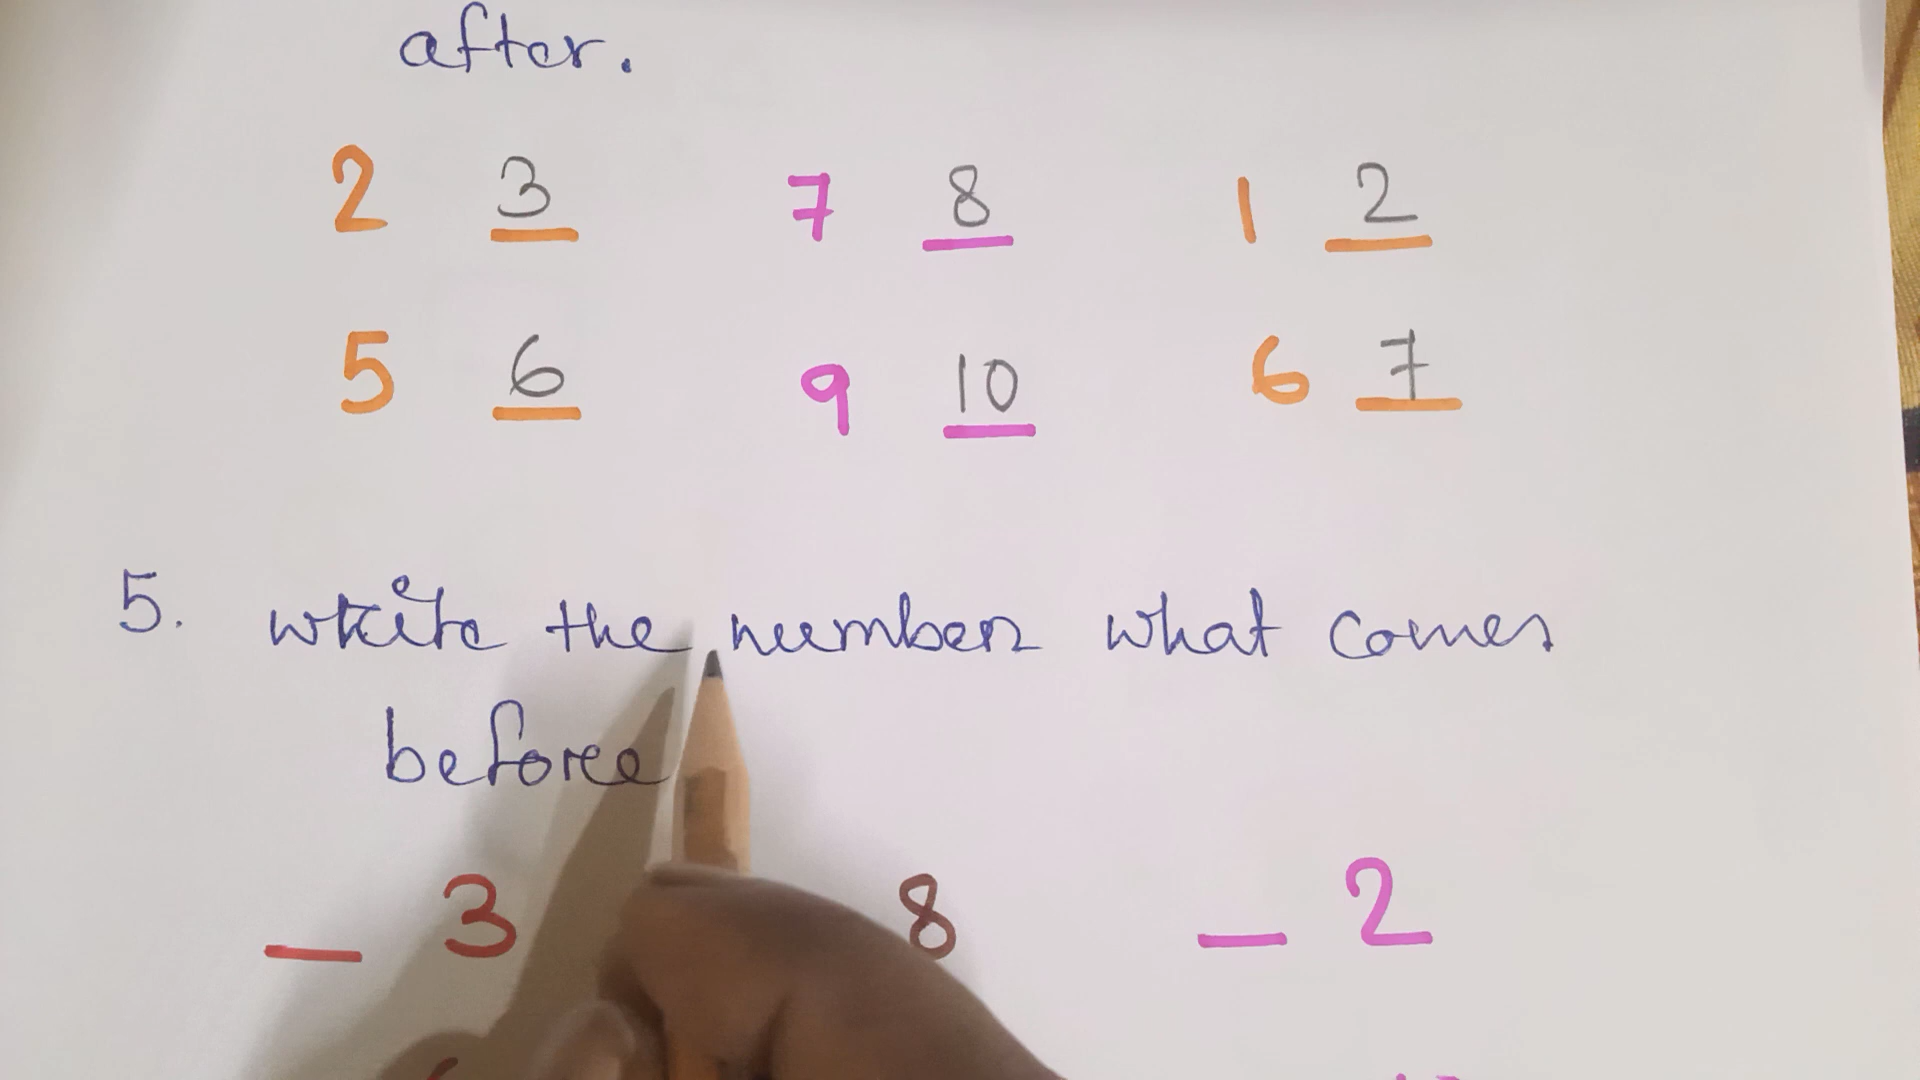 after.
2 3 7 8 1 2
5 6 9 10 6 7
5. write the number what comes
before
_ 3 8 _ 2